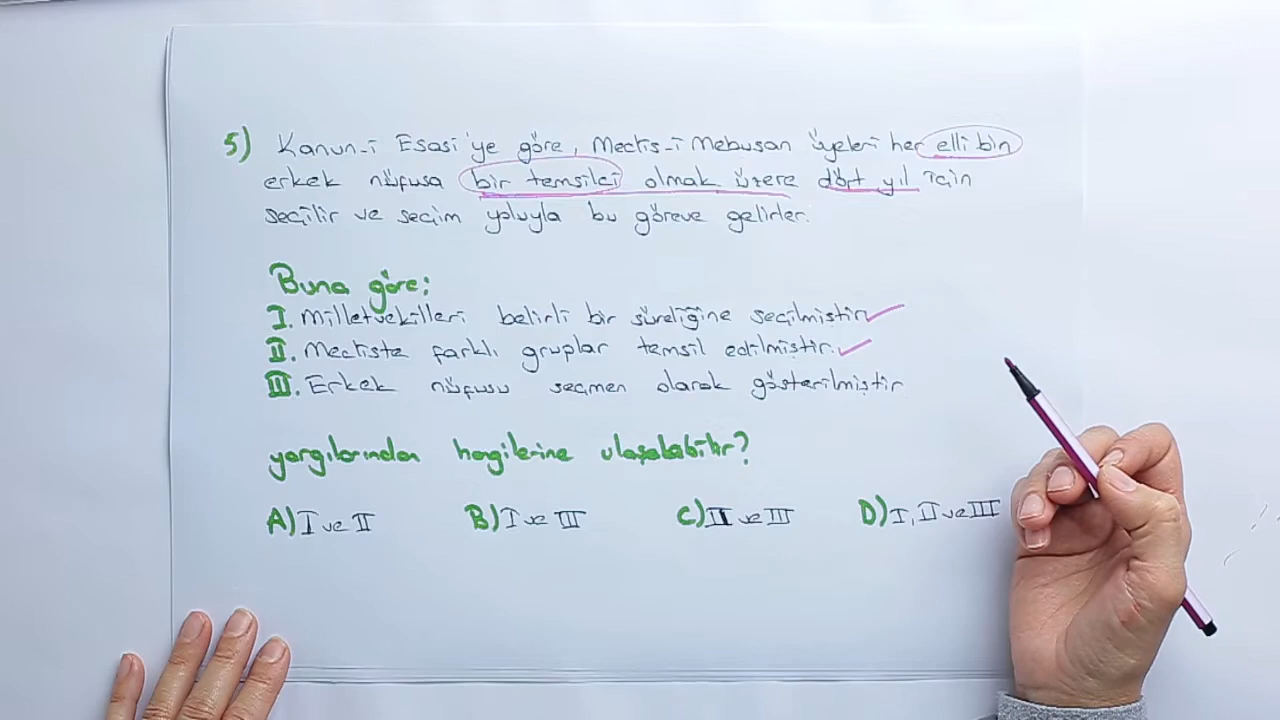 5) Kanun-i Esasi'ye göre, Meclis-i Mebusan üyeleri her elli bin
erkek nüfusa bir temsilci olmak üzere dört yıl için
seçilir ve seçim yoluyla bu göreve gelirler.
Buna göre;
I. Milletvekilleri belirli bir süreliğine seçilmiştir.
II. Mecliste farklı gruplar temsil edilmiştir.
III. Erkek nüfusu seçmen olarak gösterilmiştir
yargılarından hangilerine ulaşılabilir?
A) I ve II B) I ve III C) II ve III D) I, II ve III